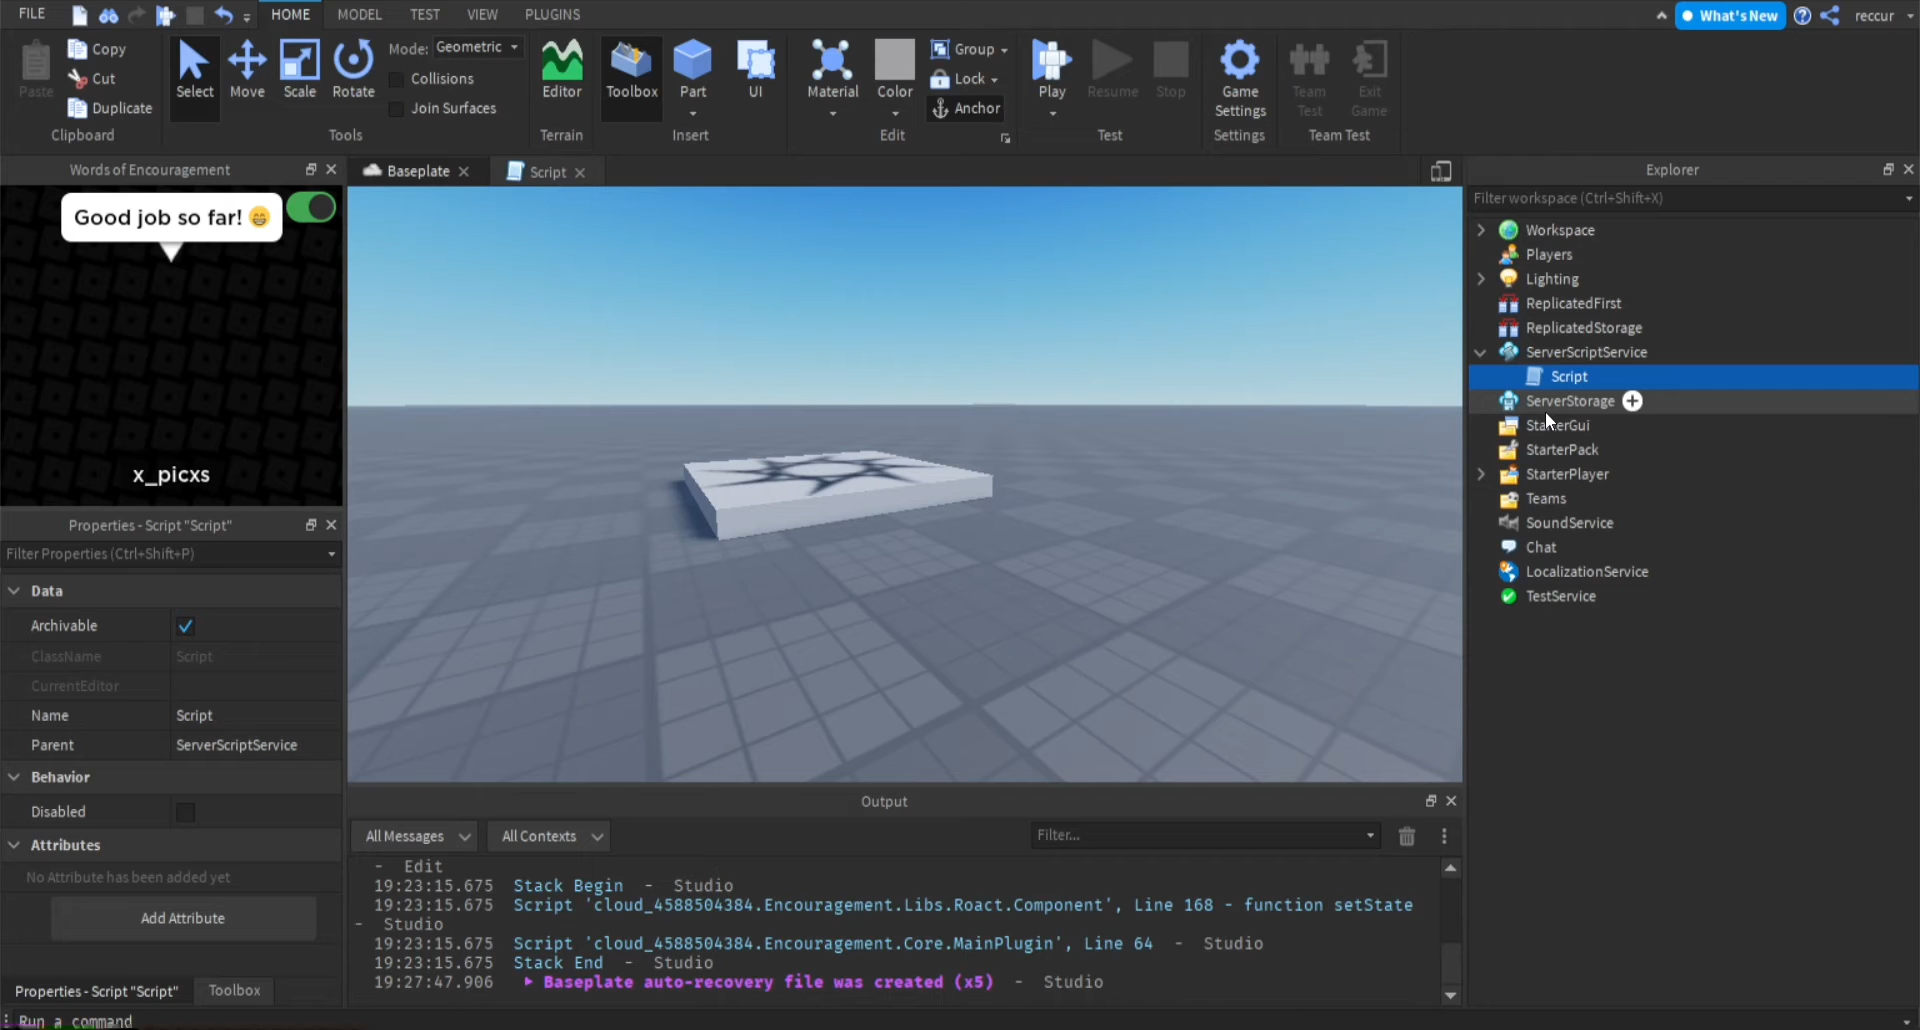 FILE HOME MODEL TEST VIEW PLUGINS What's New reccur
Paste Copy Cut Duplicate Clipboard
Select Move Scale Rotate Mode: Geometric Collisions Join Surfaces Tools
Editor Terrain
Toolbox Part UI Insert
Material Color Group Lock Anchor Edit
Play Resume Stop Test
Game Settings Settings
Team Test Exit Game Team Test
Words of Encouragement
Good job so far! 😁
x_picxs
Properties - Script "Script"
Filter Properties (Ctrl+Shift+P)
Data
Archivable
ClassName Script
CurrentEditor
Name Script
Parent ServerScriptService
Behavior
Disabled
Attributes
No Attribute has been added yet
Add Attribute
Properties - Script "Script" Toolbox
Run a command
Baseplate Script
Output
All Messages All Contexts Filter...
- Edit
19:23:15.675 Stack Begin - Studio
19:23:15.675 Script 'cloud_4588504384.Encouragement.Libs.Roact.Component', Line 168 - function setState
- Studio
19:23:15.675 Script 'cloud_4588504384.Encouragement.Core.MainPlugin', Line 64 - Studio
19:23:15.675 Stack End - Studio
19:27:47.906 Baseplate auto-recovery file was created (x5) - Studio
Explorer
Filter workspace (Ctrl+Shift+X)
Workspace
Players
Lighting
ReplicatedFirst
ReplicatedStorage
ServerScriptService
Script
ServerStorage
StarterGui
StarterPack
StarterPlayer
Teams
SoundService
Chat
LocalizationService
TestService